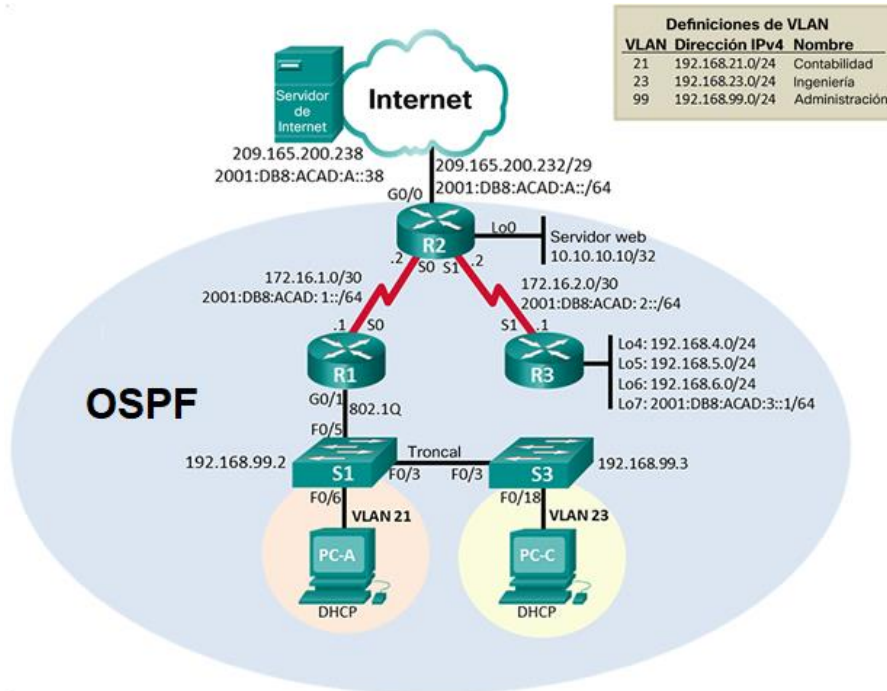 Definiciones de VLAN
VLAN Dirección IPv4 Nombre
21 192.168.21.0/24 Contabilidad
23 192.168.23.0/24 Ingeniería
99 192.168.99.0/24 Administración
Servidor
de
Internet
Internet
209.165.200.238
2001:DB8:ACAD:A::38
209.165.200.232/29
2001:DB8:ACAD:A::/64
G0/0
R2
Lo0
Servidor web
10.10.10.10/32
.2 S0 S1 .2
172.16.1.0/30
2001:DB8:ACAD: 1::/64
172.16.2.0/30
2001:DB8:ACAD: 2::/64
.1 S0
S1 .1
R1
R3
Lo4: 192.168.4.0/24
Lo5: 192.168.5.0/24
Lo6: 192.168.6.0/24
Lo7: 2001:DB8:ACAD:3::1/64
OSPF
G0/1
802.1Q
F0/5
Troncal
192.168.99.2
S1
F0/3 F0/3
S3
192.168.99.3
F0/6
VLAN 21
F0/18
VLAN 23
PC-A
PC-C
DHCP
DHCP